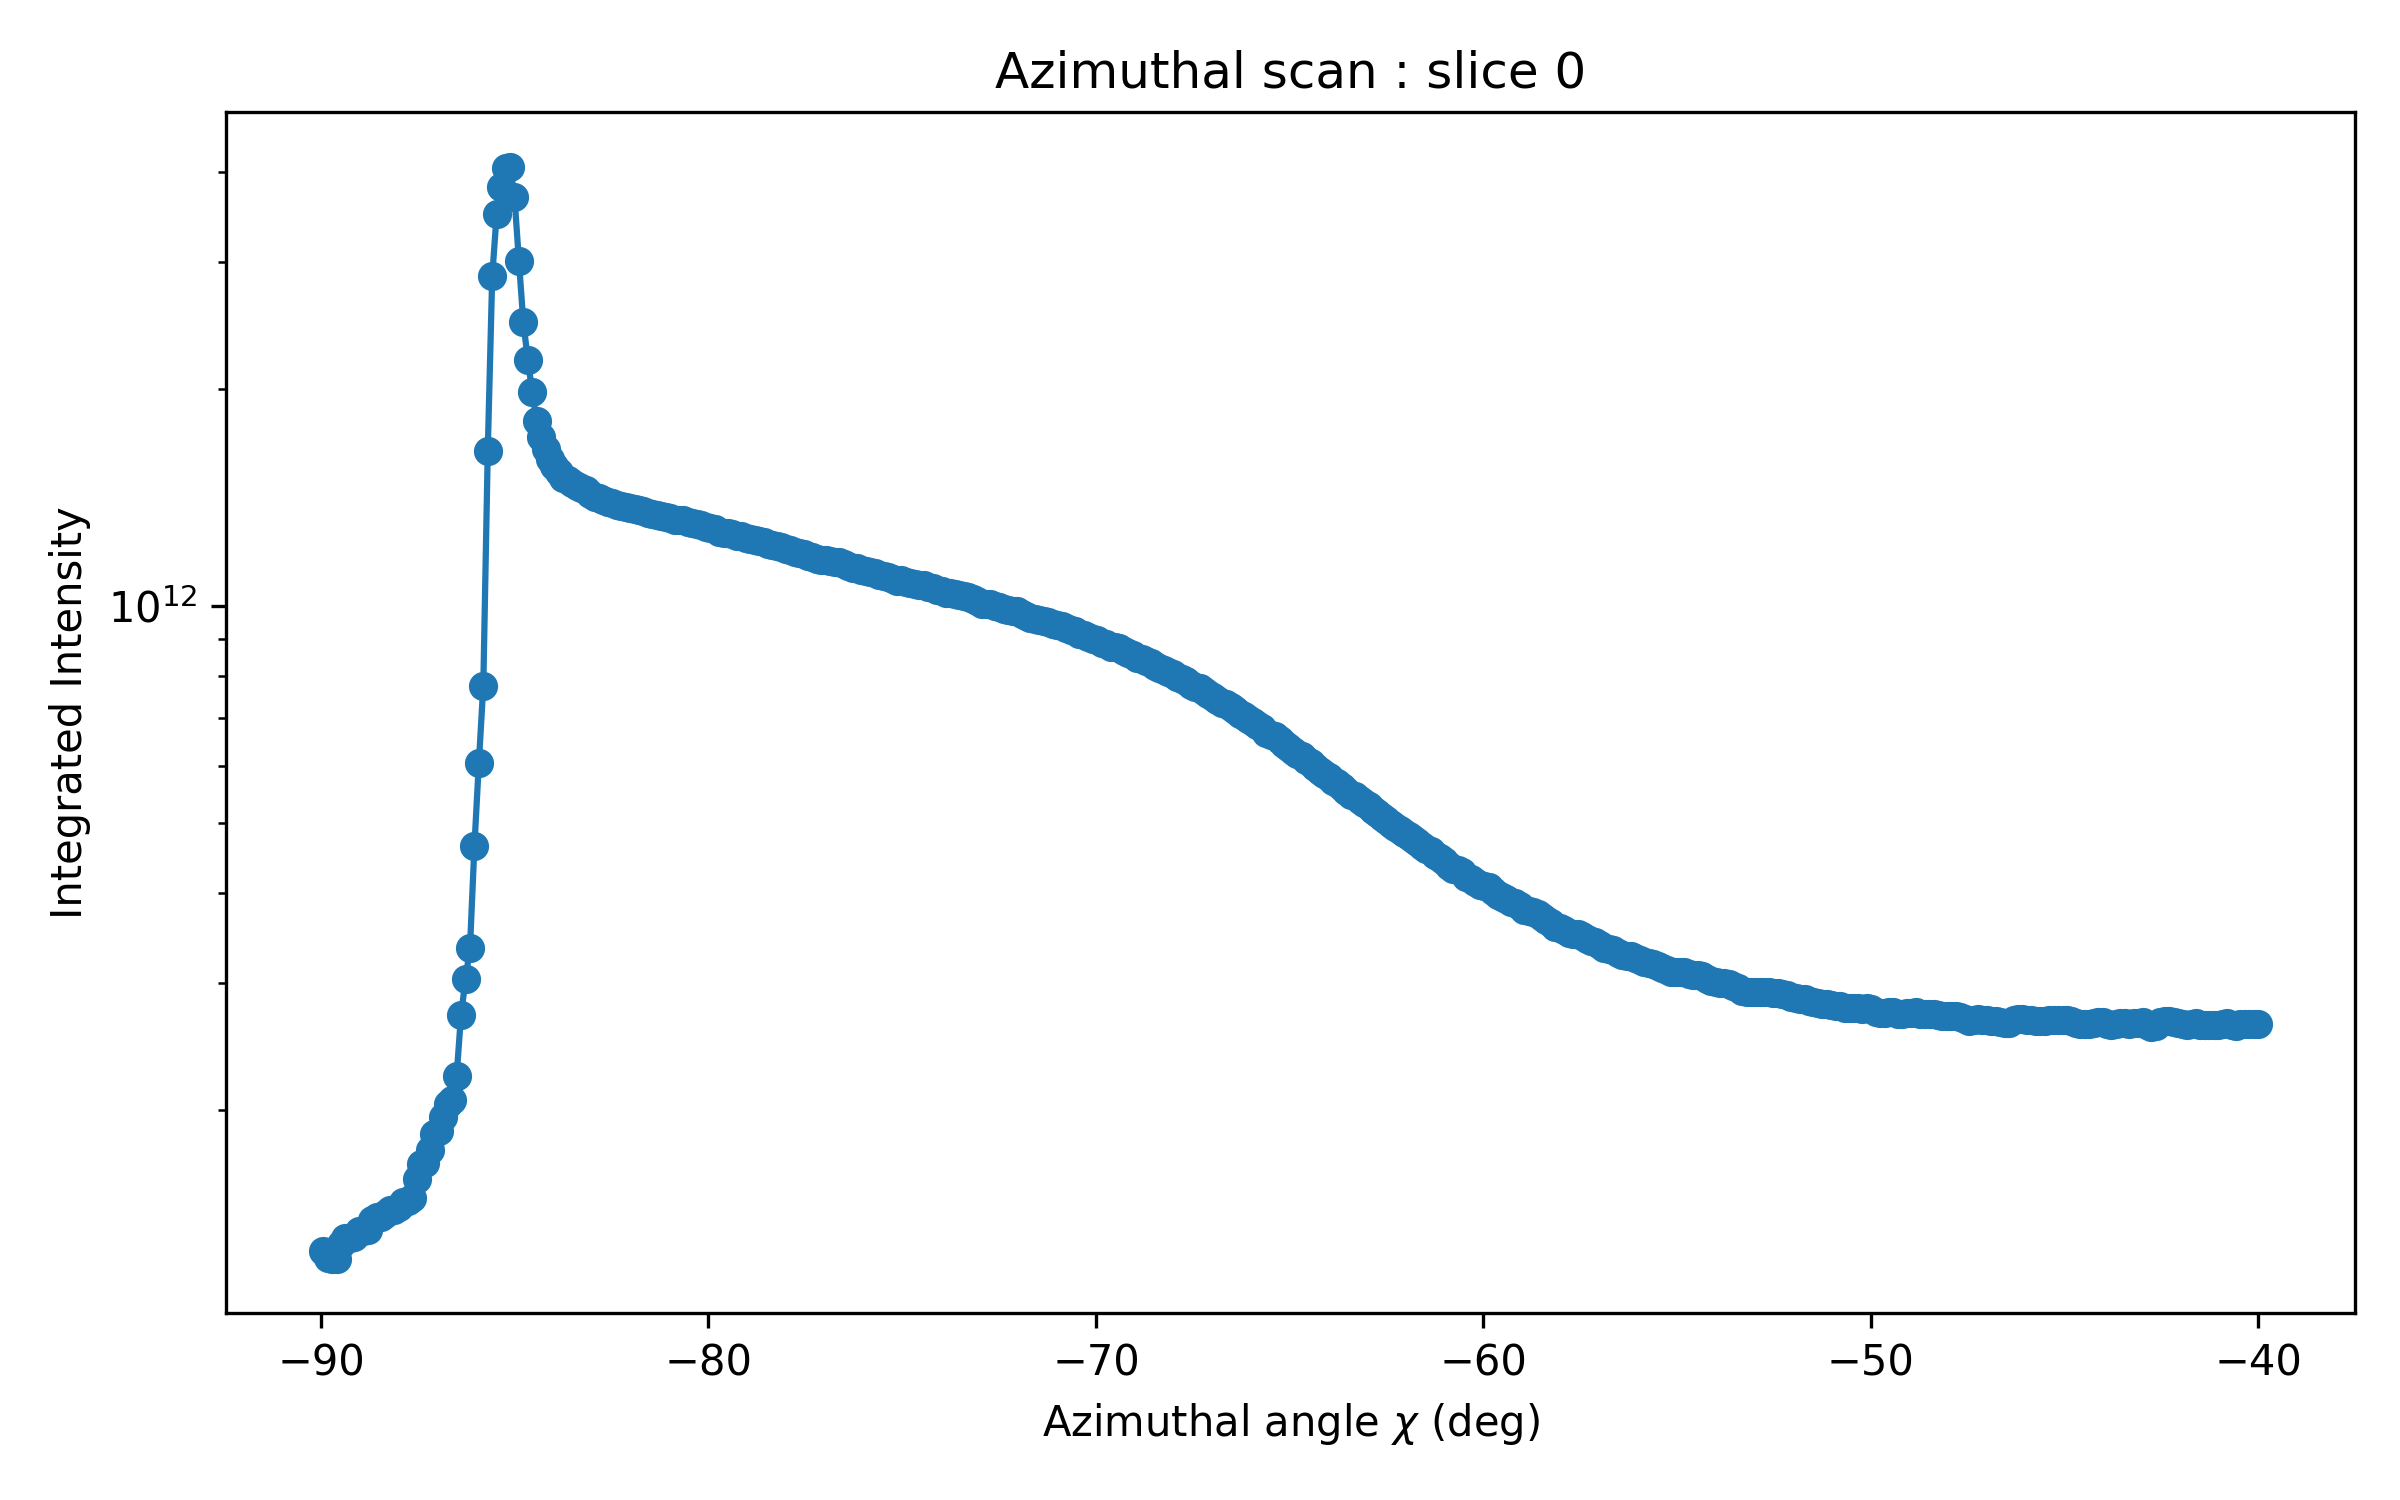 Azimuthal scan : slice 0
Integrated Intensity
10¹²
−90 −80 −70 −60 −50 −40
Azimuthal angle χ (deg)